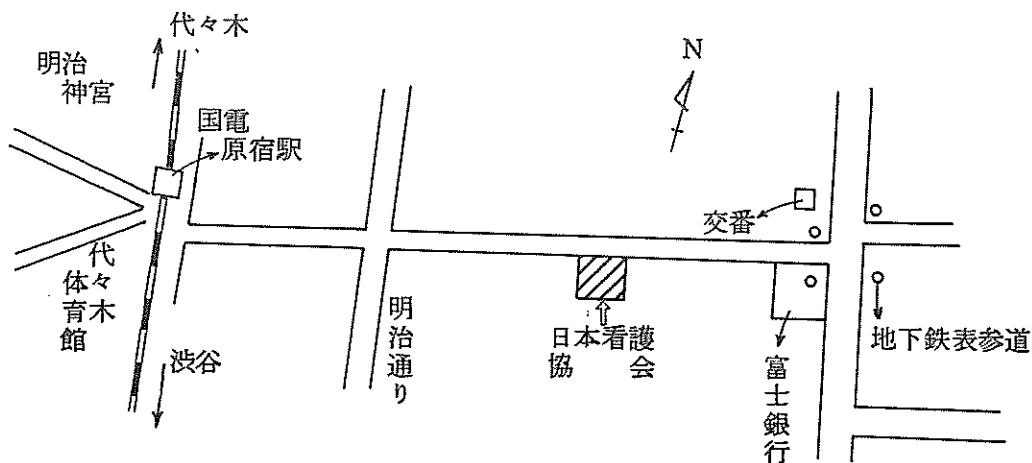 代々木
明治
神宮
国電
原宿駅
N
交番
代々木
体育館
明治通り
日本看護
協会
富士銀行
地下鉄表参道
渋谷